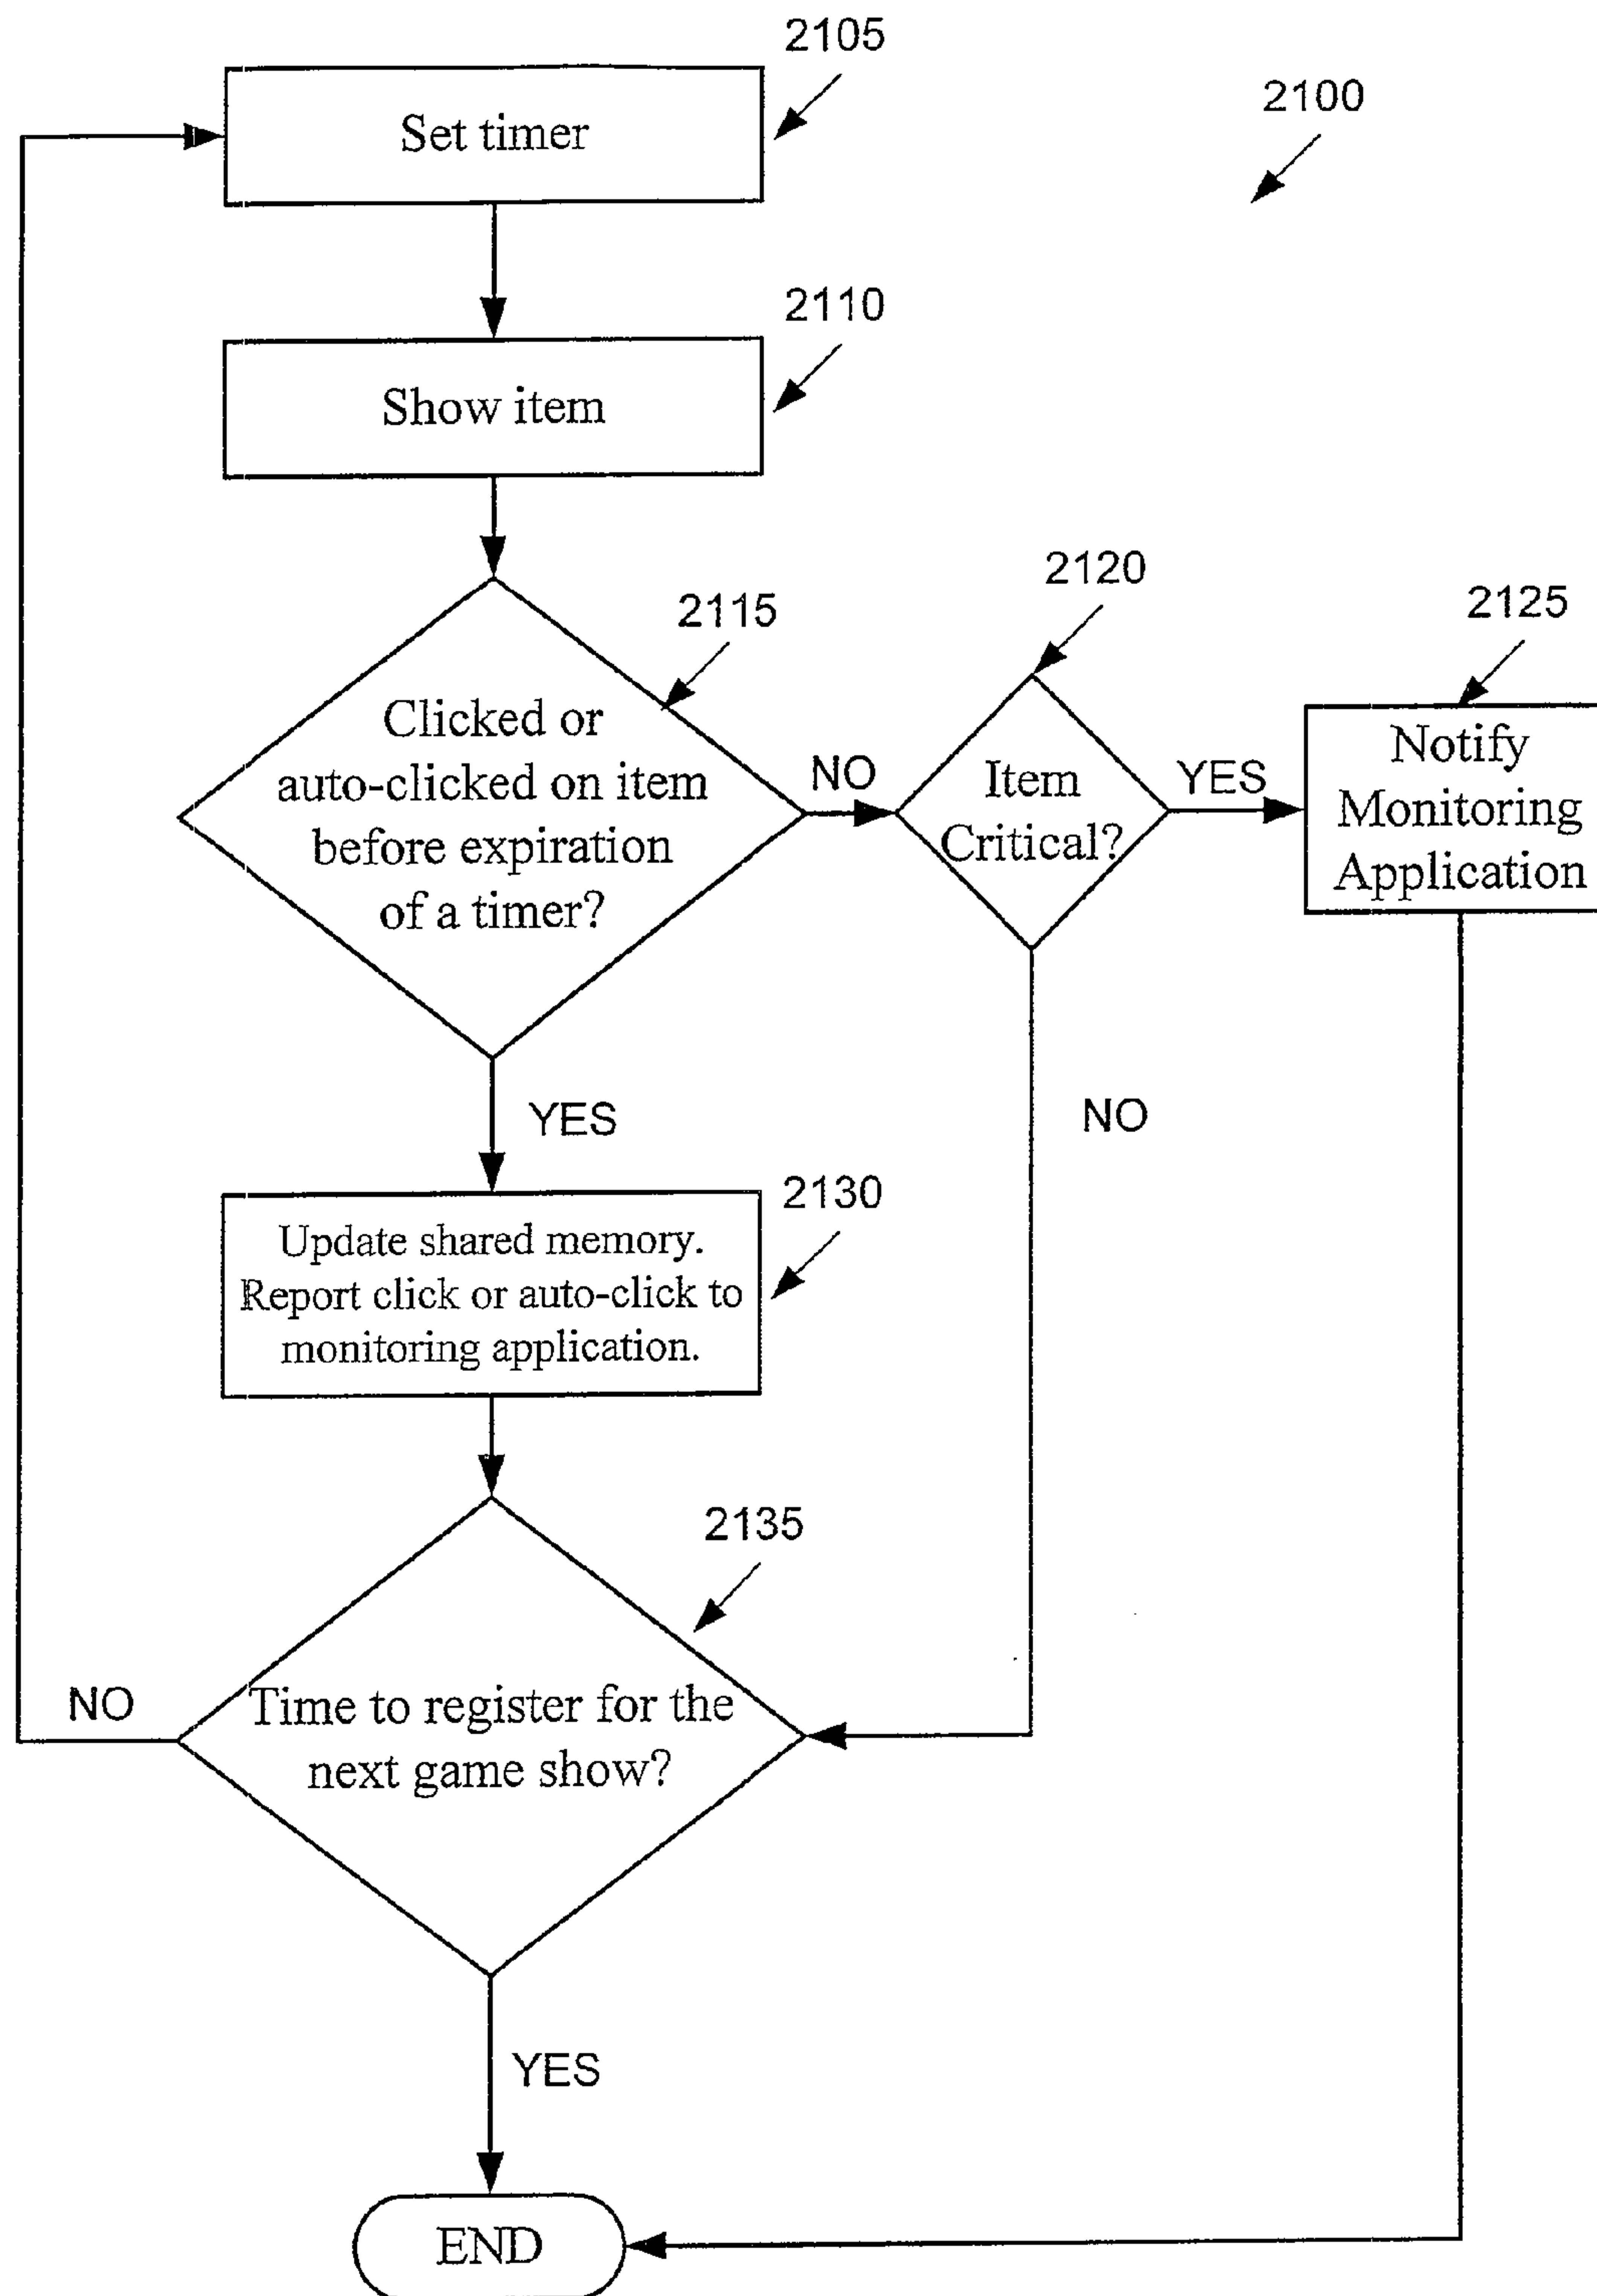 2105
2100
Set timer
2110
Show item
2115
2120
2125
Clicked or
auto-clicked on item
before expiration
of a timer?
NO
Item
Critical?
YES
Notify
Monitoring
Application
YES
NO
2130
Update shared memory.
Report click or auto-click to
monitoring application.
2135
NO
Time to register for the
next game show?
YES
END